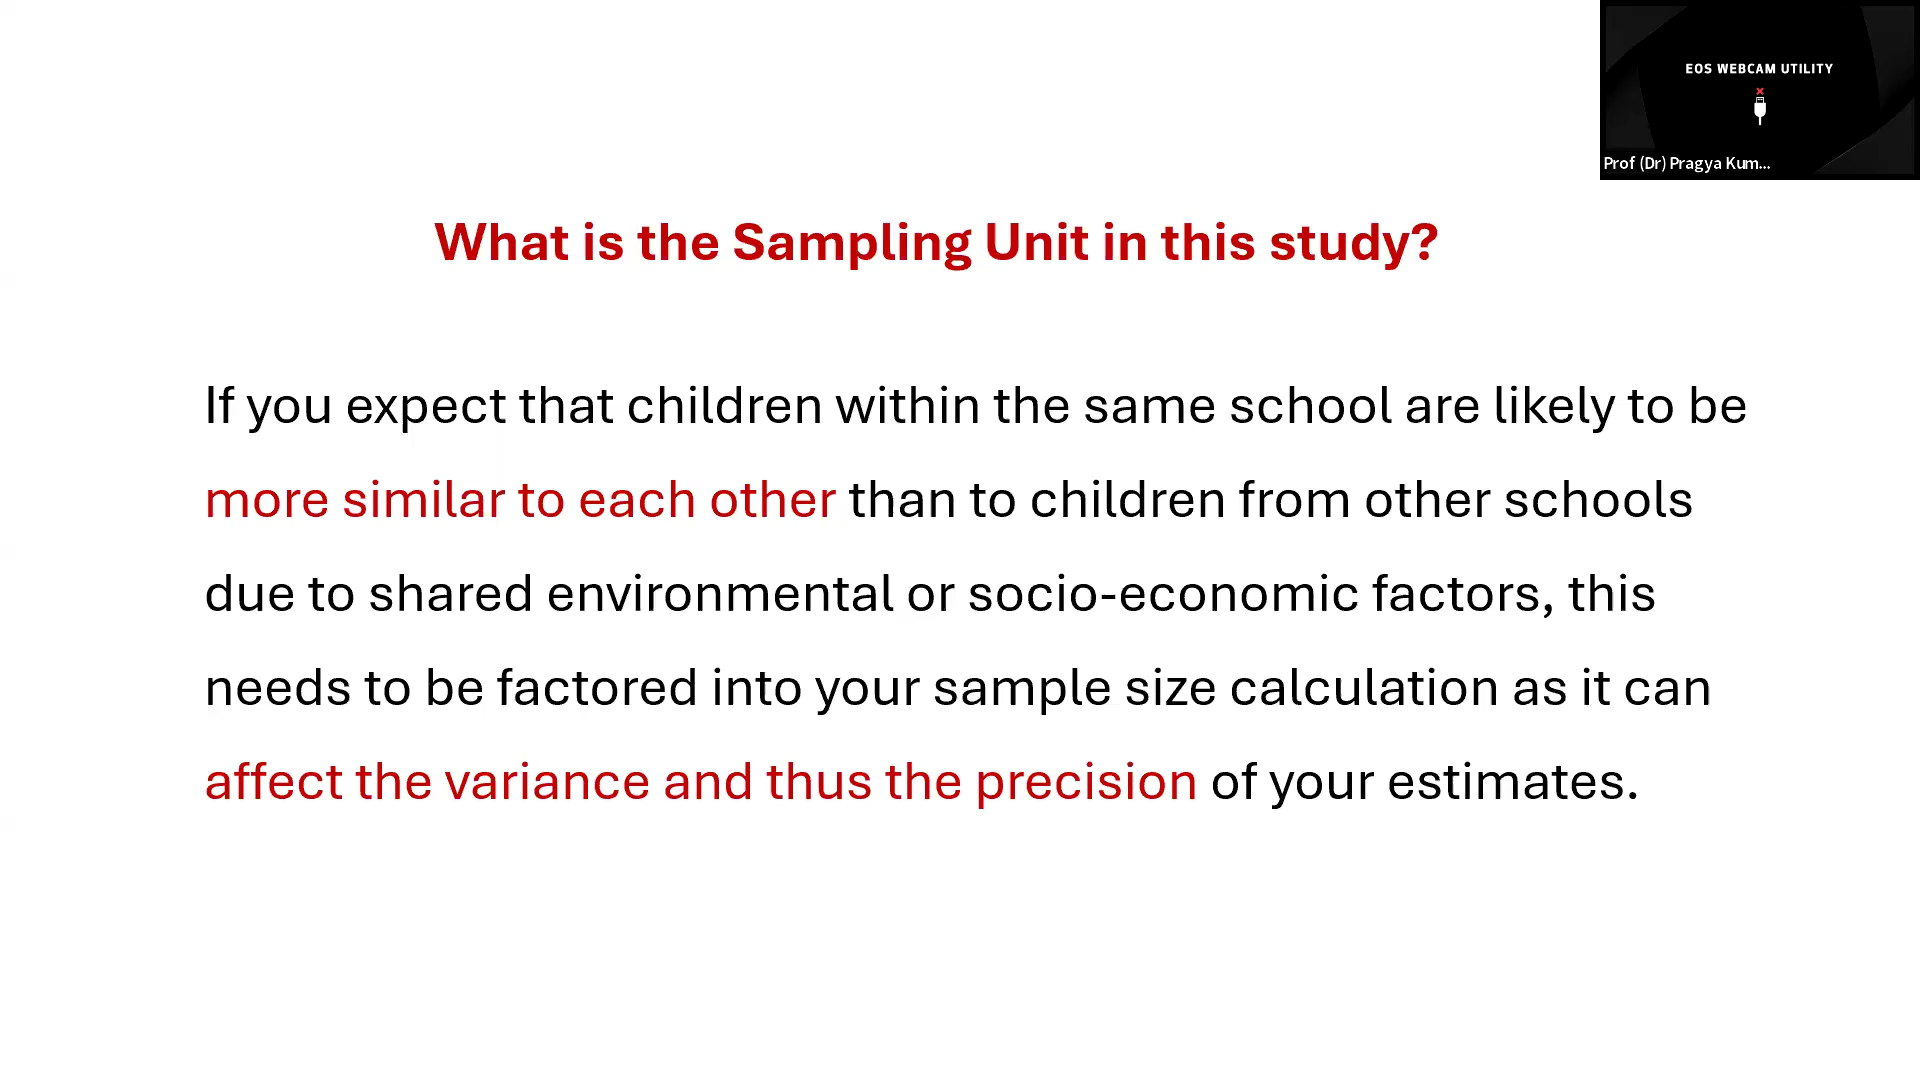 EOS WEBCAM UTILITY
Prof (Dr) Pragya Kum...
What is the Sampling Unit in this study?
If you expect that children within the same school are likely to be
more similar to each other than to children from other schools
due to shared environmental or socio-economic factors, this
needs to be factored into your sample size calculation as it can
affect the variance and thus the precision of your estimates.